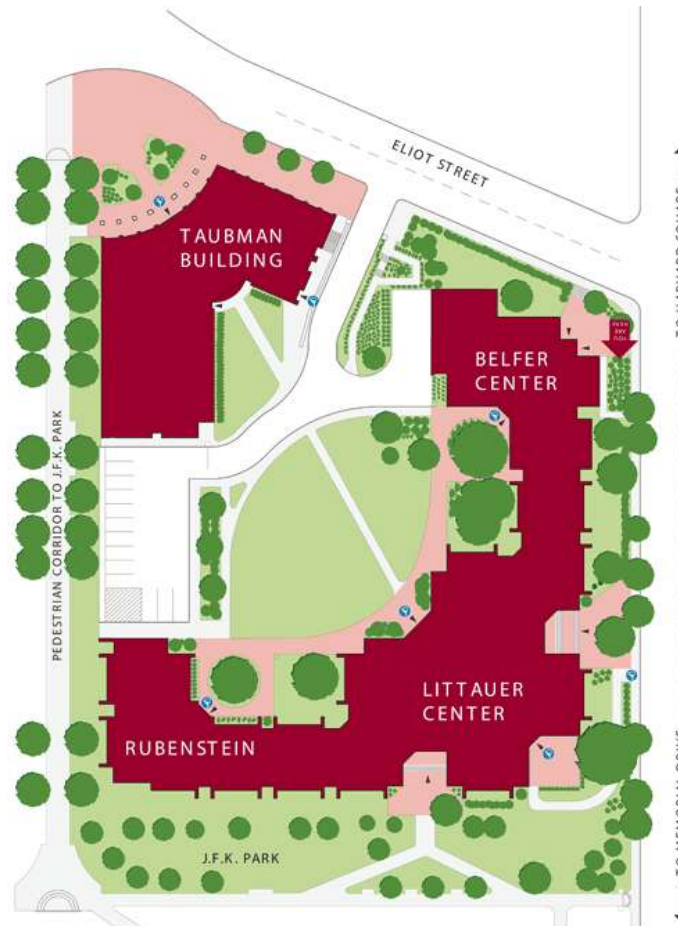 ELIOT STREET
TAUBMAN
BUILDING
BELFER
CENTER
PEDESTRIAN CORRIDOR TO J.F.K. PARK
LITTAUER
CENTER
RUBENSTEIN
J.F.K. PARK